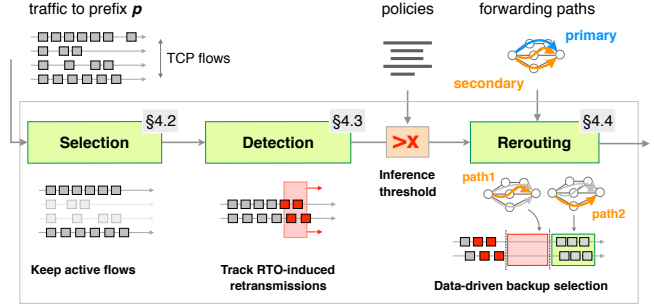 traffic to prefix p
policies
forwarding paths
TCP flows
primary
secondary
§4.2
§4.3
§4.4
Selection
Detection
>X
Rerouting
Inference
threshold
path1
path2
Keep active flows
Track RTO-induced
retransmissions
Data-driven backup selection